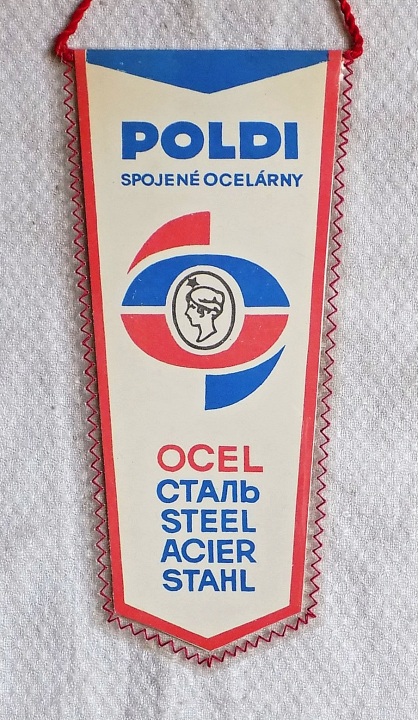 POLDI
SPOJENÉ OCELÁRNY
OCEL
СТАЛЬ
STEEL
ACIER
STAHL